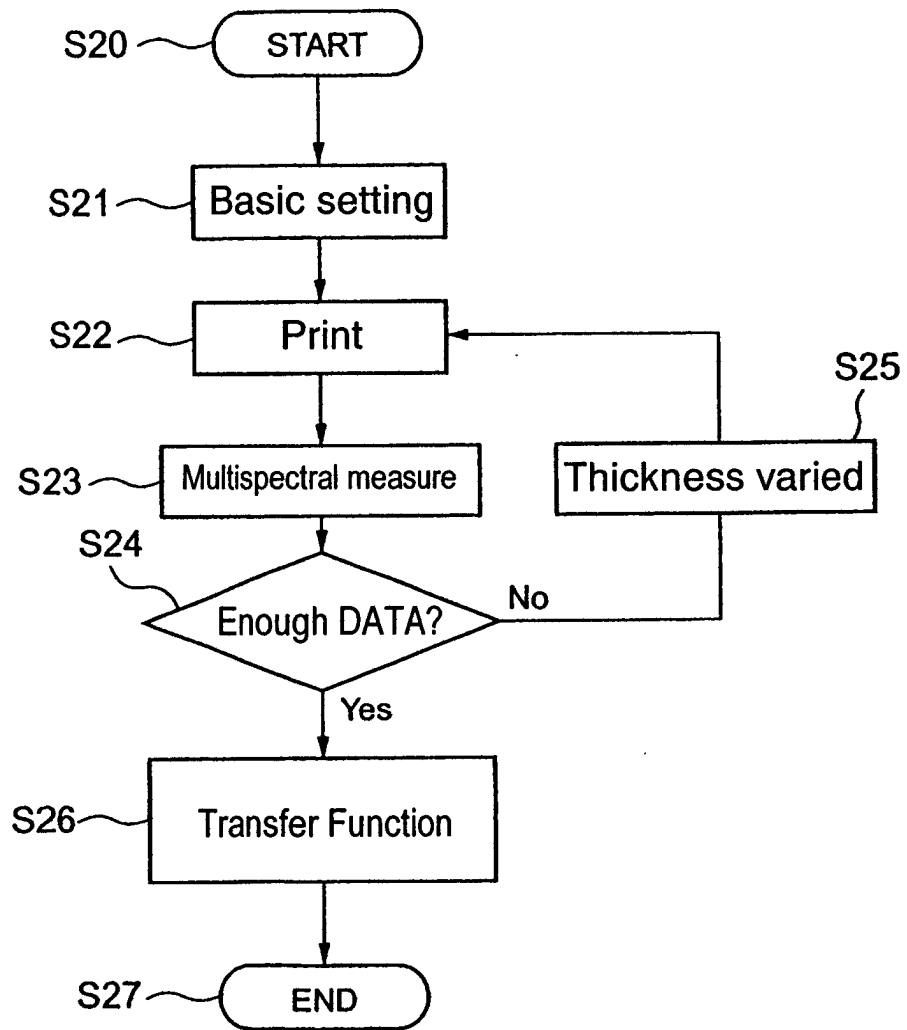 S20
START
S21
Basic setting
S22
Print
S25
Thickness varied
S23
Multispectral measure
S24
Enough DATA?
No
Yes
S26
Transfer Function
S27
END